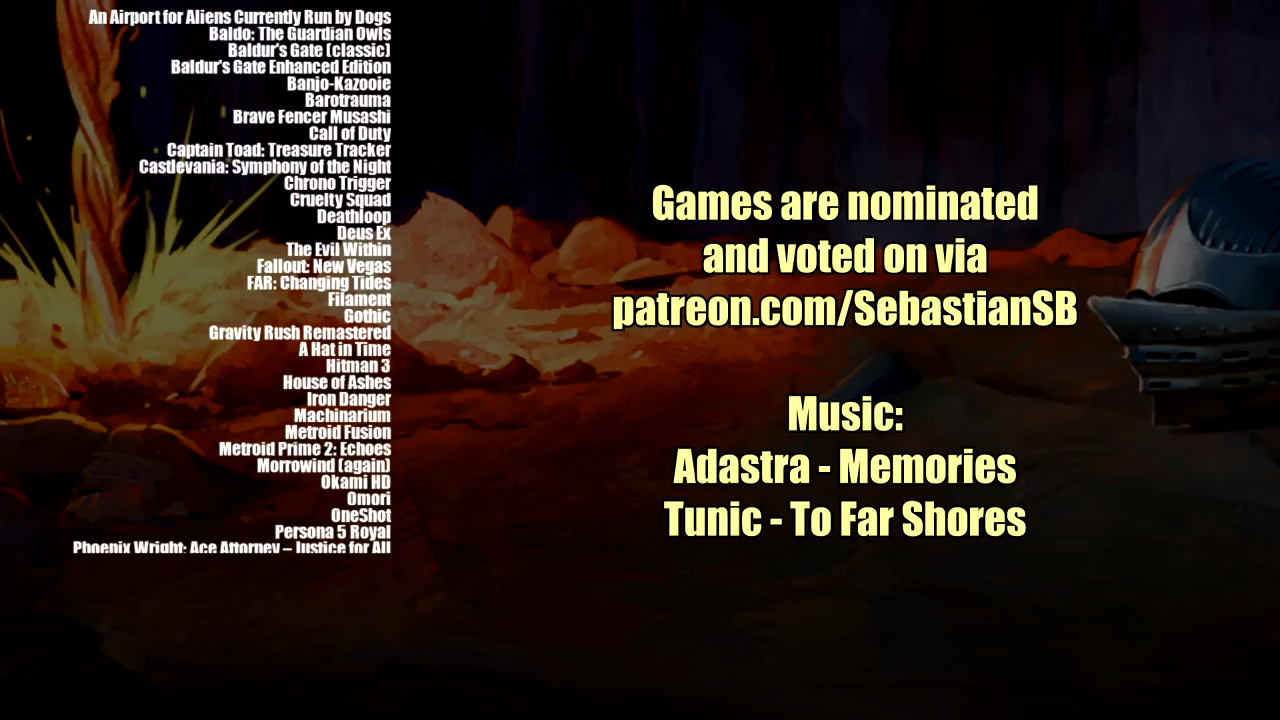 An Airport for Aliens Currently Run by Dogs
Baldo: The Guardian Owls
Baldur's Gate (classic)
Baldur's Gate Enhanced Edition
Banjo-Kazooie
Barotrauma
Brave Fencer Musashi
Call of Duty
Captain Toad: Treasure Tracker
Castlevania: Symphony of the Night
Chrono Trigger
Cruelty Squad
Deathloop
Deus Ex
The Evil Within
Fallout: New Vegas
FAR: Changing Tides
Filament
Gothic
Gravity Rush Remastered
A Hat in Time
Hitman 3
House of Ashes
Iron Danger
Machinarium
Metroid Fusion
Metroid Prime 2: Echoes
Morrowind (again)
Okami HD
Omori
OneShot
Persona 5 Royal
Phoenix Wright: Ace Attorney – Justice for All
Games are nominated
and voted on via
patreon.com/SebastianSB
Music:
Adastra - Memories
Tunic - To Far Shores